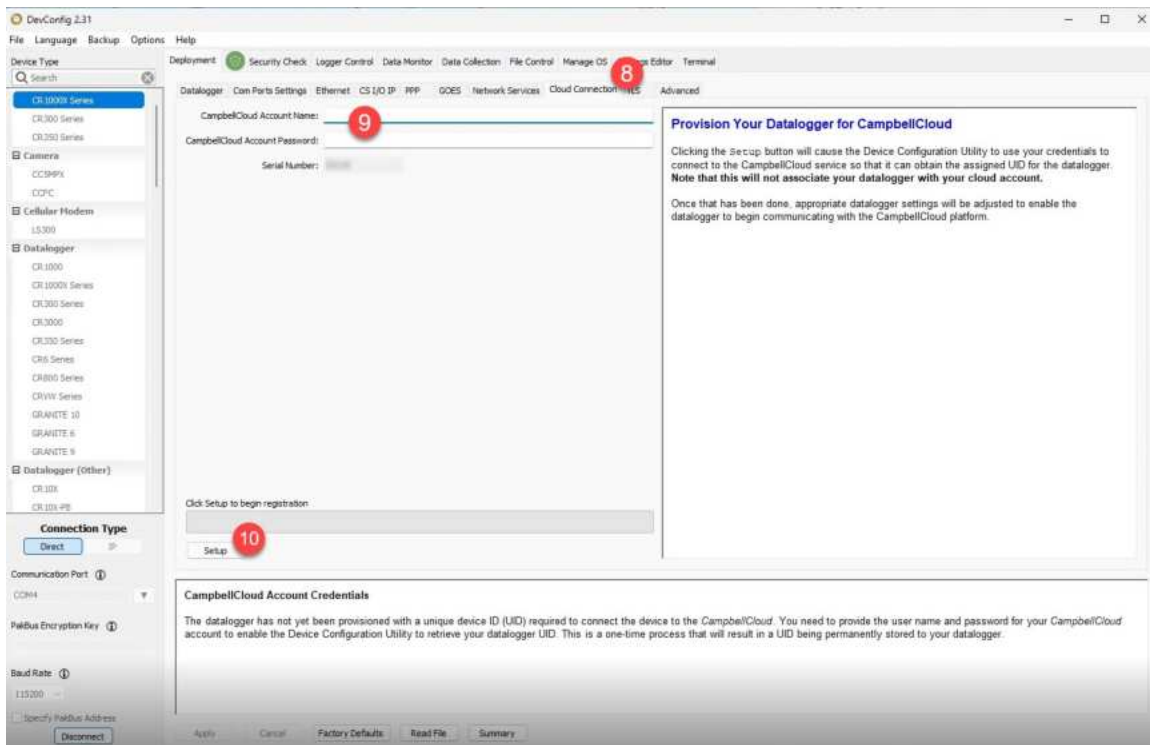 DevConfig 2.31
File Language Backup Options Help
Device Type
Search
CR1000X Series
CR300 Series
CR350 Series
Camera
CC5MPX
CCFC
Cellular Modem
LS300
Datalogger
CR1000
CR1000X Series
CR300 Series
CR3000
CR350 Series
CR6 Series
CR800 Series
CRVW Series
GRANITE 10
GRANITE 6
GRANITE 9
Datalogger (Other)
CR10X
CR10X-PB
Connection Type
Direct IP
Communication Port
COM4
PakBus Encryption Key
Baud Rate
115200
Specify PakBus Address
Disconnect
Deployment Security Check Logger Control Data Monitor Data Collection File Control Manage OS Editor Terminal
8
Datalogger Com Ports Settings Ethernet CS I/O IP PPP GOES Network Services Cloud Connection Advanced
CampbellCloud Account Name:
9
CampbellCloud Account Password:
Serial Number:
Click Setup to begin registration
Setup
10
Provision Your Datalogger for CampbellCloud
Clicking the Setup button will cause the Device Configuration Utility to use your credentials to
connect to the CampbellCloud service so that it can obtain the assigned UID for the datalogger.
Note that this will not associate your datalogger with your cloud account.
Once that has been done, appropriate datalogger settings will be adjusted to enable the
datalogger to begin communicating with the CampbellCloud platform.
CampbellCloud Account Credentials
The datalogger has not yet been provisioned with a unique device ID (UID) required to connect the device to the CampbellCloud. You need to provide the user name and password for your CampbellCloud
account to enable the Device Configuration Utility to retrieve your datalogger UID. This is a one-time process that will result in a UID being permanently stored to your datalogger.
Apply Cancel Factory Defaults Read File Summary